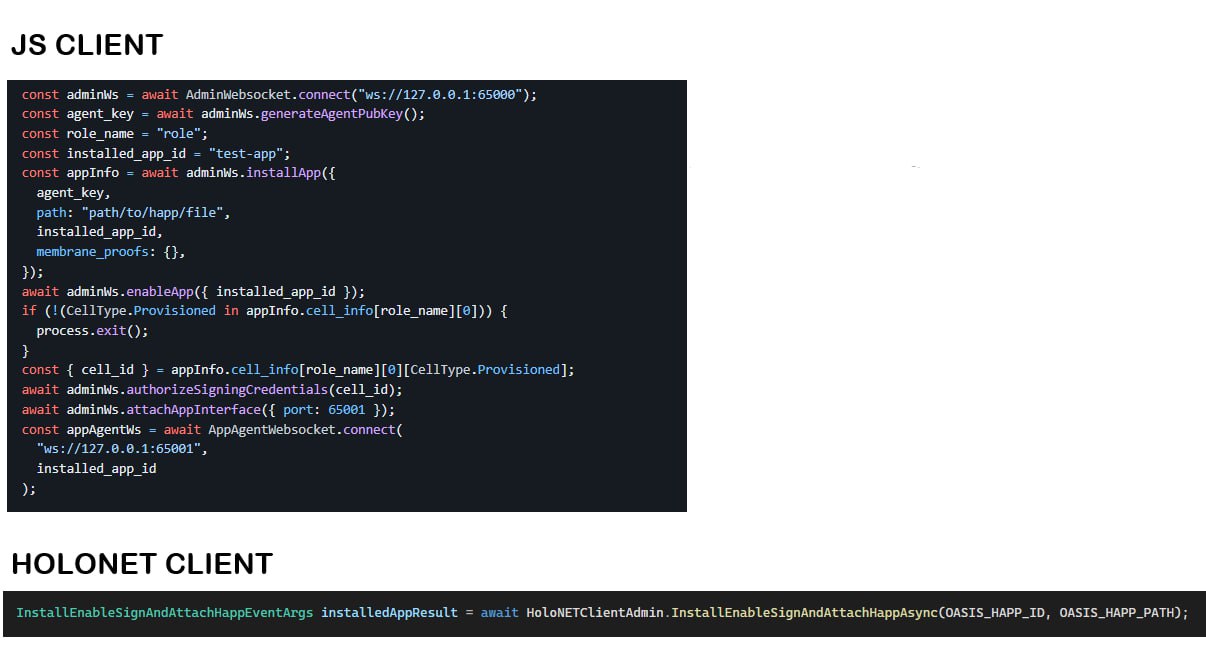 JS CLIENT
const adminWs = await AdminWebsocket.connect("ws://127.0.0.1:65000");
const agent_key = await adminWs.generateAgentPubKey();
const role_name = "role";
const installed_app_id = "test-app";
const appInfo = await adminWs.installApp({
  agent_key,
  path: "path/to/happ/file",
  installed_app_id,
  membrane_proofs: {},
});
await adminWs.enableApp({ installed_app_id });
if (!(CellType.Provisioned in appInfo.cell_info[role_name][0])) {
  process.exit();
}
const { cell_id } = appInfo.cell_info[role_name][0][CellType.Provisioned];
await adminWs.authorizeSigningCredentials(cell_id);
await adminWs.attachAppInterface({ port: 65001 });
const appAgentWs = await AppAgentWebsocket.connect(
  "ws://127.0.0.1:65001",
  installed_app_id
);
HOLONET CLIENT
InstallEnableSignAndAttachHappEventArgs installedAppResult = await HoloNETClientAdmin.InstallEnableSignAndAttachHappAsync(OASIS_HAPP_ID, OASIS_HAPP_PATH);